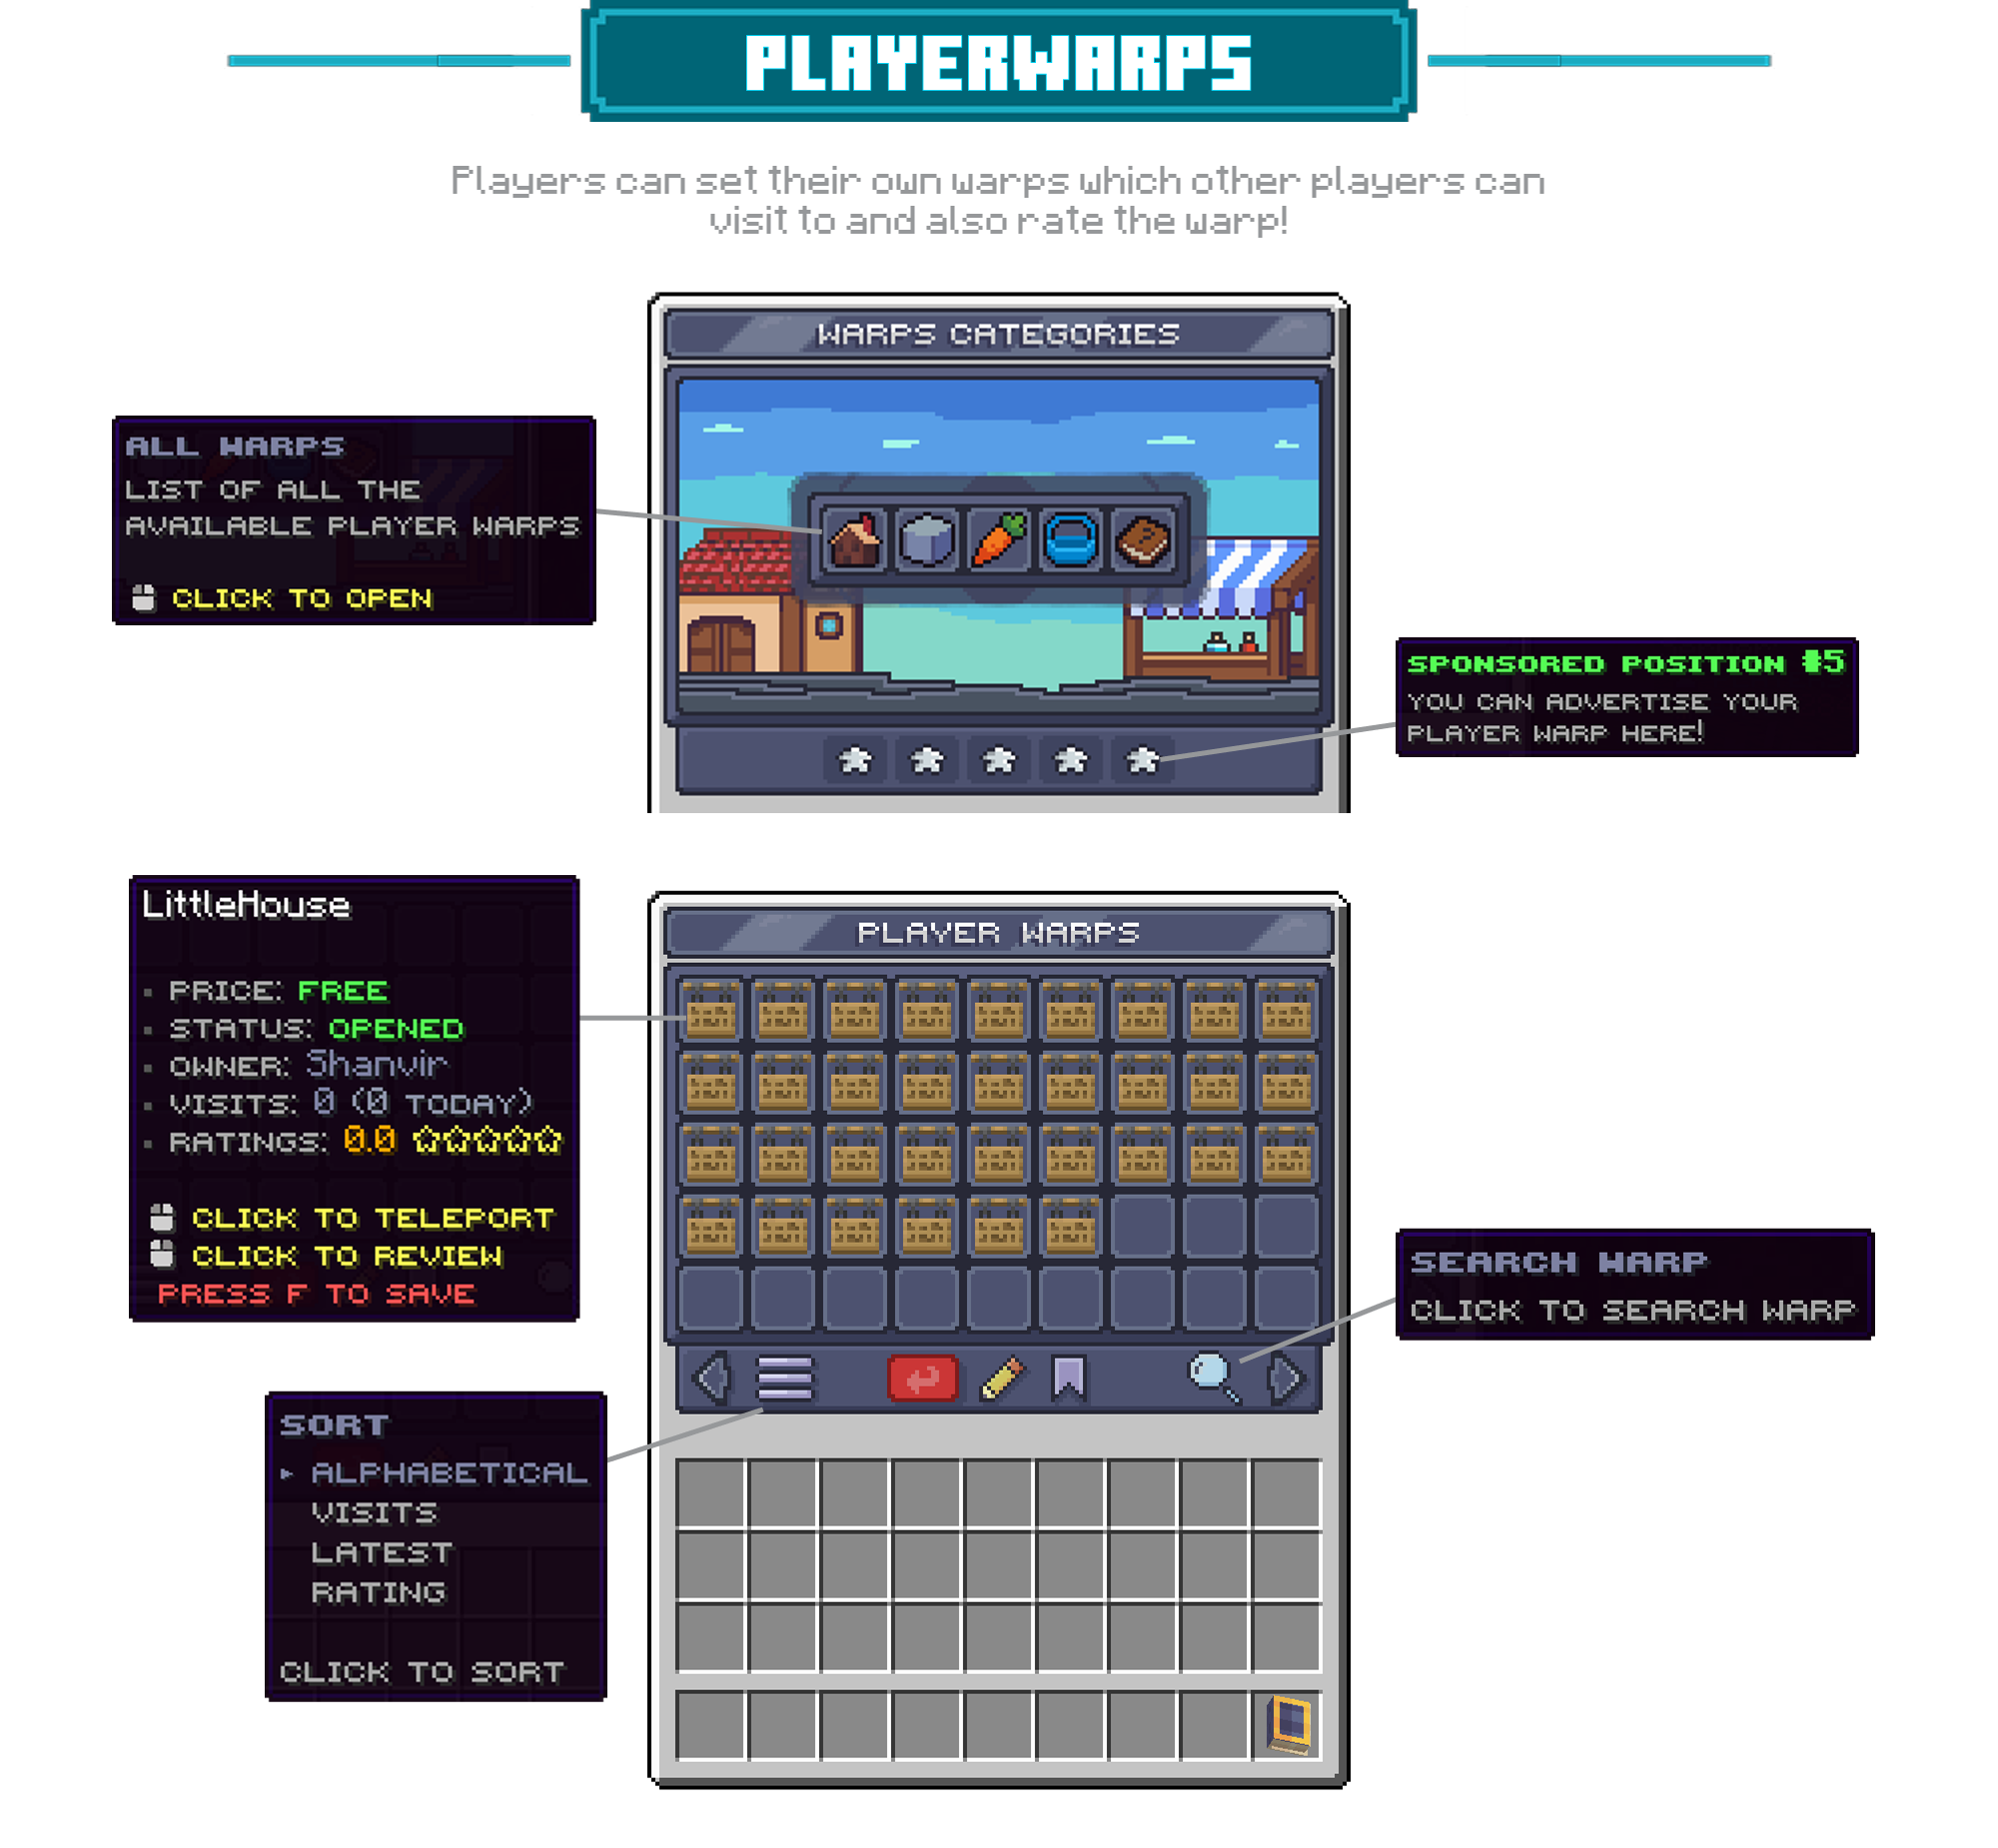 PLAYERWARPS
Players can set their own warps which other players can
visit to and also rate the warp!
WARPS CATEGORIES
ALL WARPS
LIST OF ALL THE
AVAILABLE PLAYER WARPS
CLICK TO OPEN
SPONSORED POSITION #5
YOU CAN ADVERTISE YOUR
PLAYER WARP HERE!
LittleHouse
PRICE: FREE
STATUS: OPENED
OWNER: Shanvir
VISITS: 0 (0 TODAY)
RATINGS: 0.0 ☆☆☆☆☆
CLICK TO TELEPORT
CLICK TO REVIEW
PRESS F TO SAVE
PLAYER WARPS
SEARCH WARP
CLICK TO SEARCH WARP
SORT
▸ ALPHABETICAL
VISITS
LATEST
RATING
CLICK TO SORT